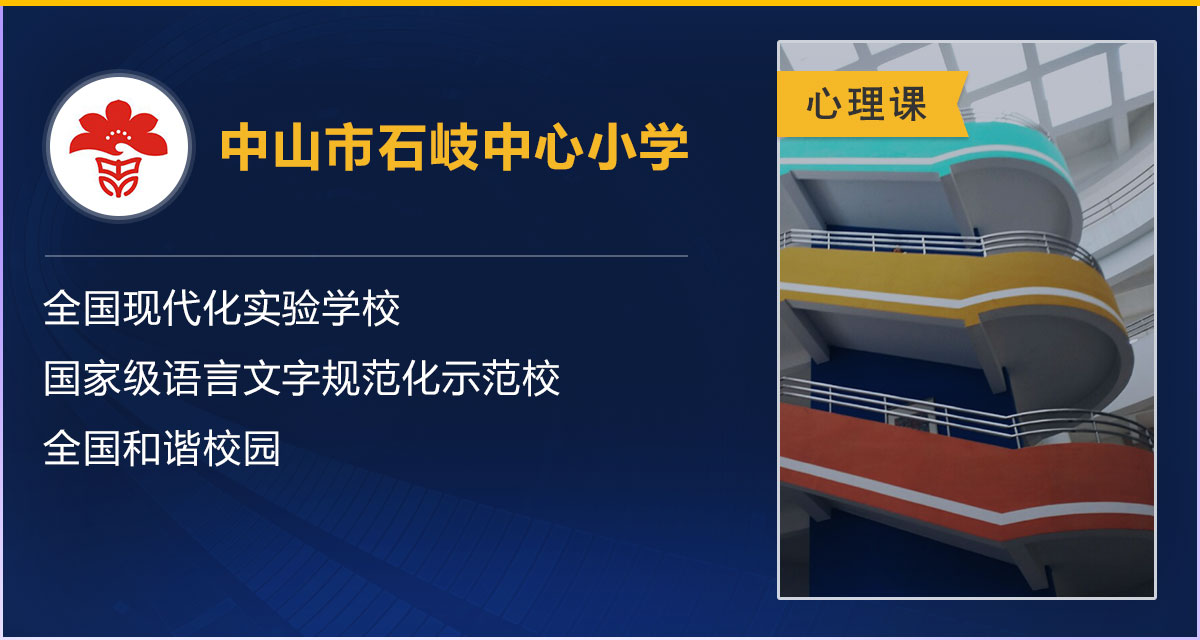 中山市石岐中心小学
全国现代化实验学校
国家级语言文字规范化示范校
全国和谐校园
心理课